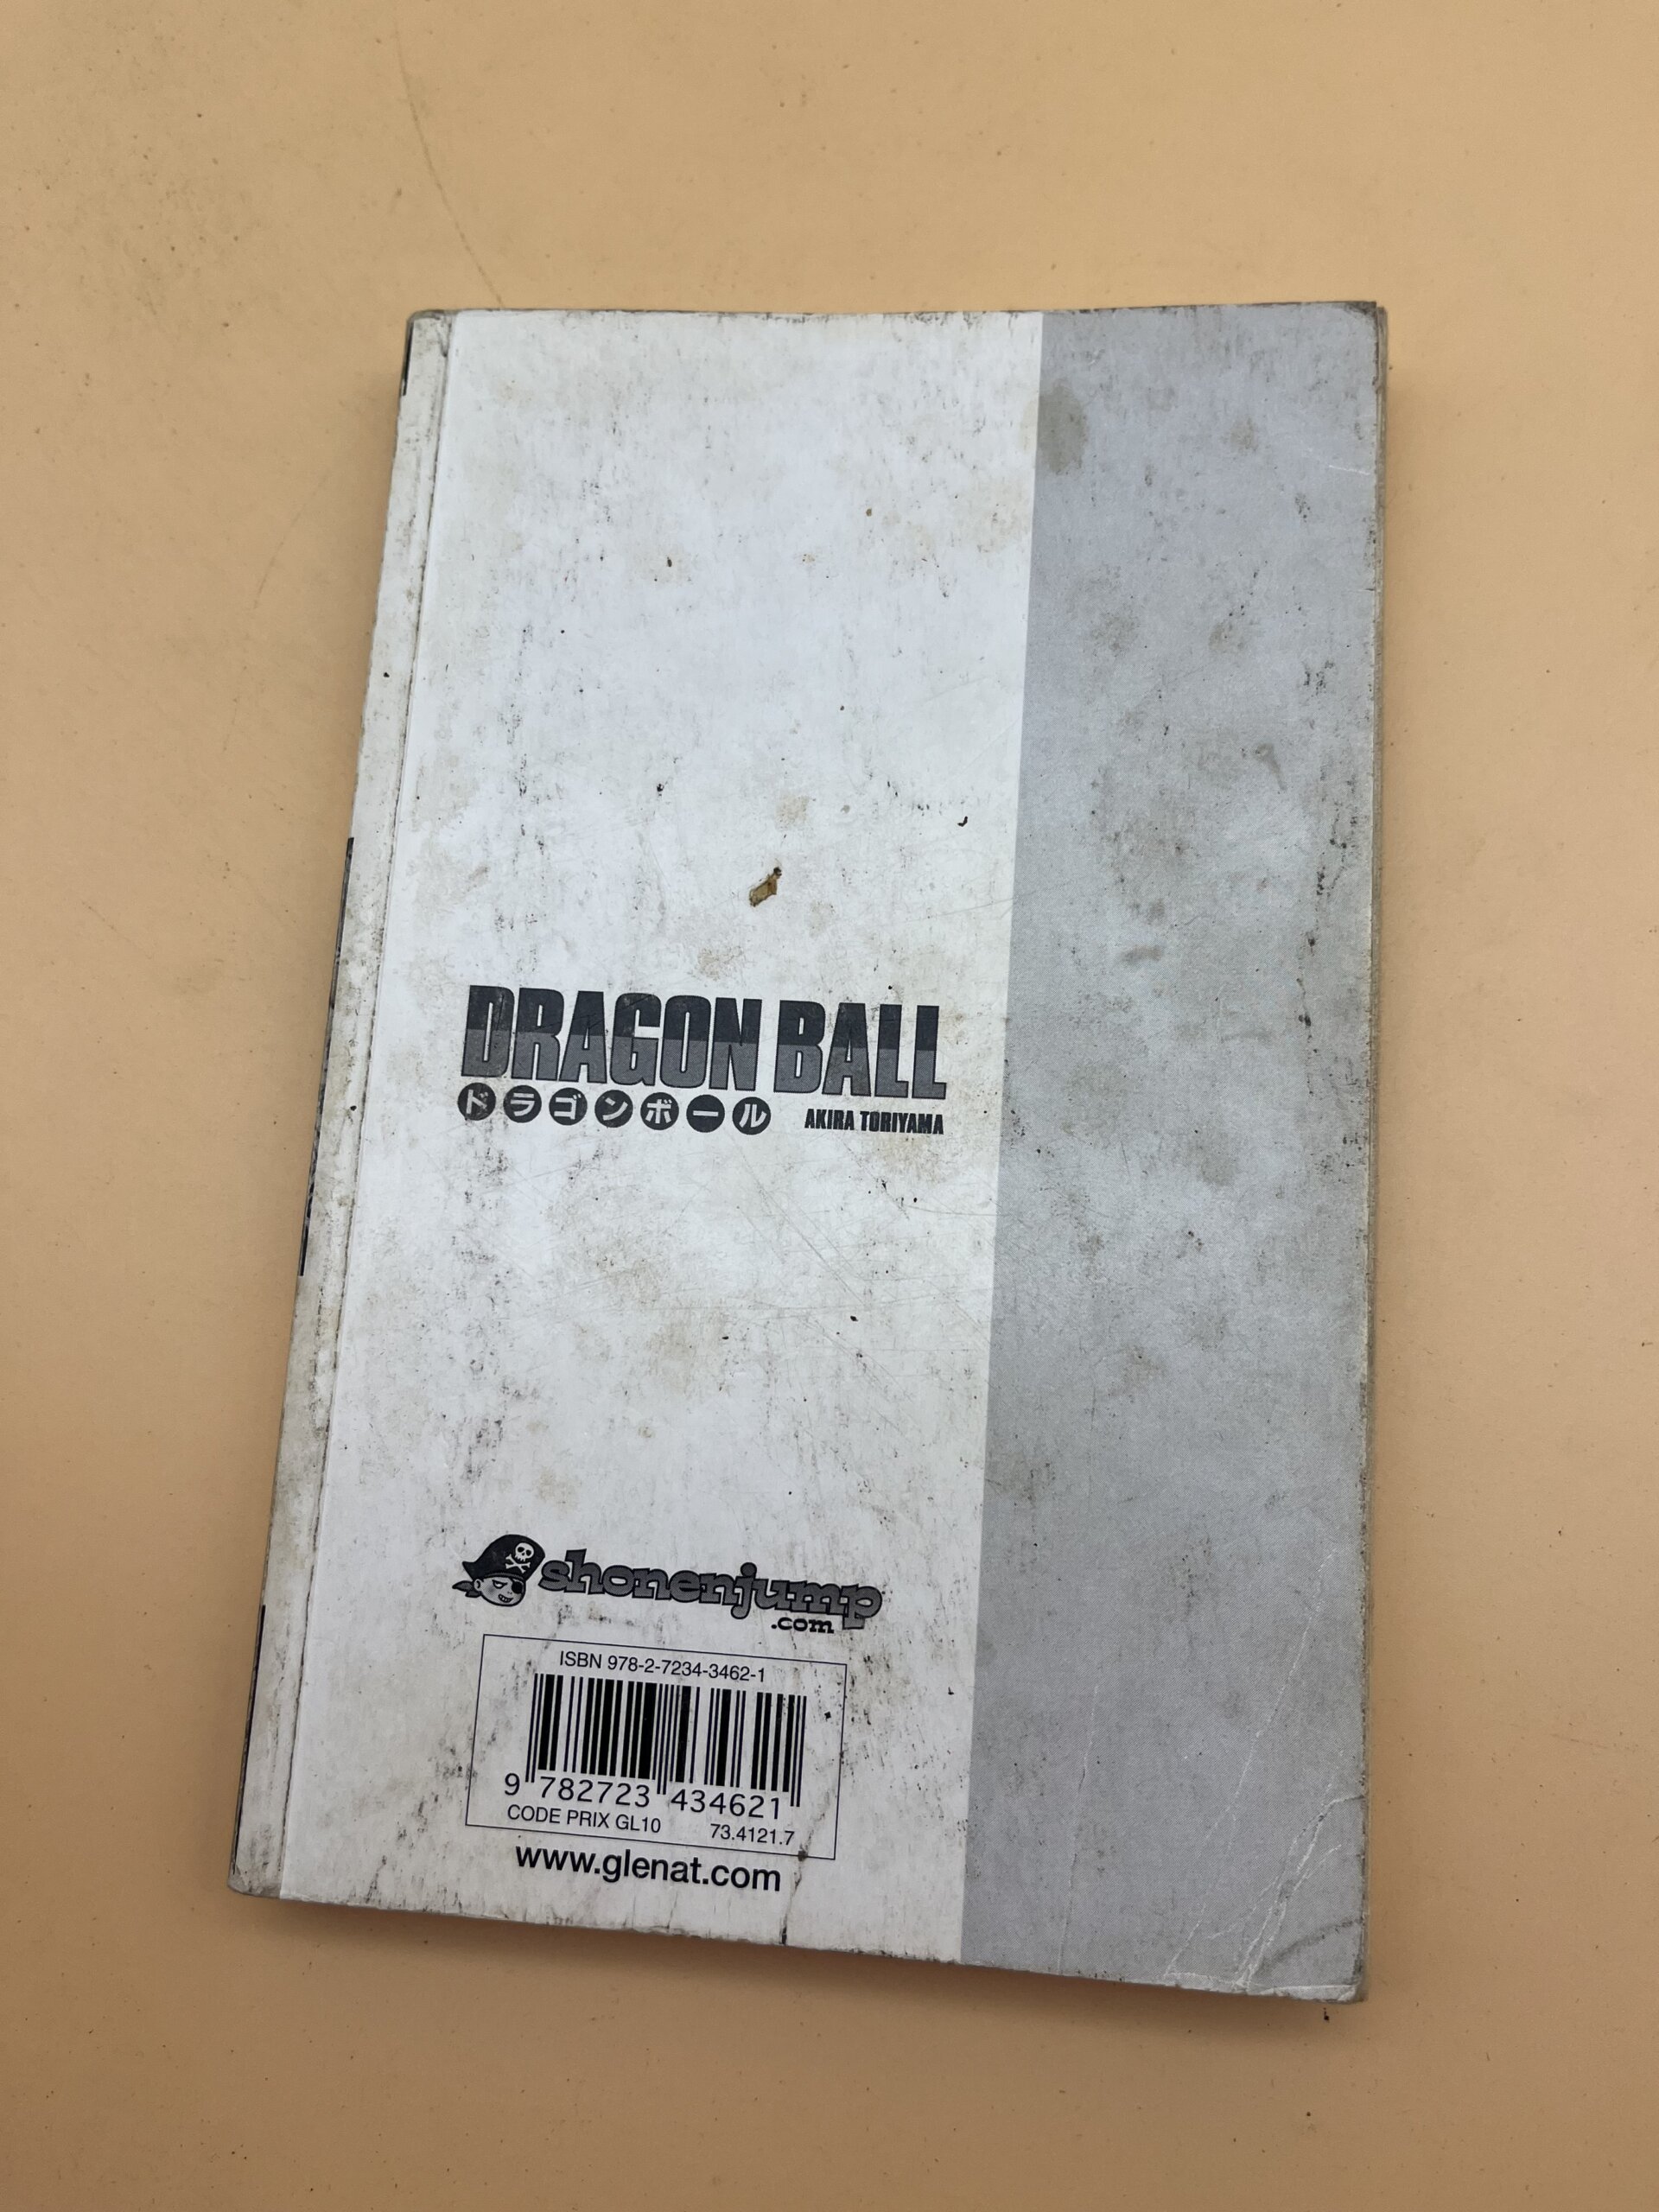 DRAGON BALL
ドラゴンボール AKIRA TORIYAMA
shonenjump
.com
ISBN 978-2-7234-3462-1
9 782723 434621
CODE PRIX GL10 73.4121.7
www.glenat.com